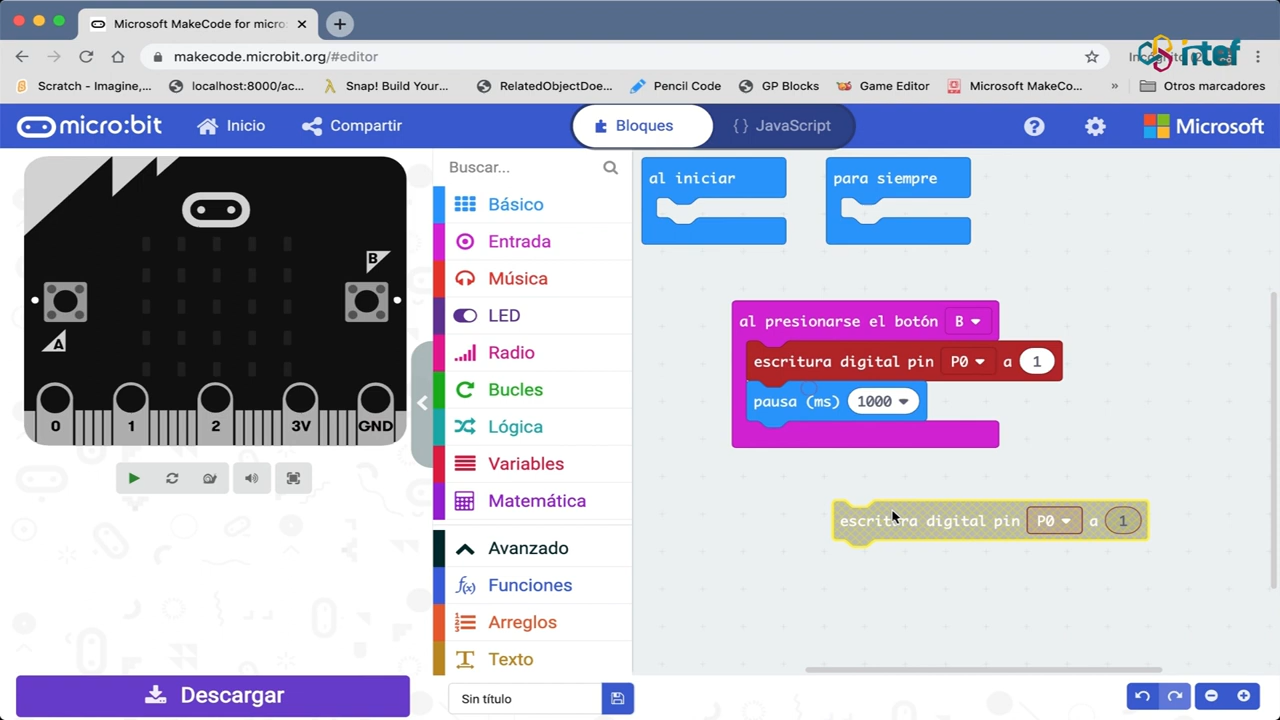 Microsoft MakeCode for micro:
makecode.microbit.org/#editor
intef
Scratch - Imagine,...
localhost:8000/ac...
Snap! Build Your...
RelatedObjectDoe...
Pencil Code
GP Blocks
Game Editor
Microsoft MakeCo...
»
Otros marcadores
micro:bit
Inicio
Compartir
Bloques
{ } JavaScript
Microsoft
B
A
0 1 2 3V GND
Descargar
Buscar...
Básico
Entrada
Música
LED
Radio
Bucles
Lógica
Variables
Matemática
Avanzado
f(x) Funciones
Arreglos
Texto
Sin título
al iniciar
para siempre
al presionarse el botón B
escritura digital pin P0 a 1
pausa (ms) 1000
escritura digital pin P0 a 1